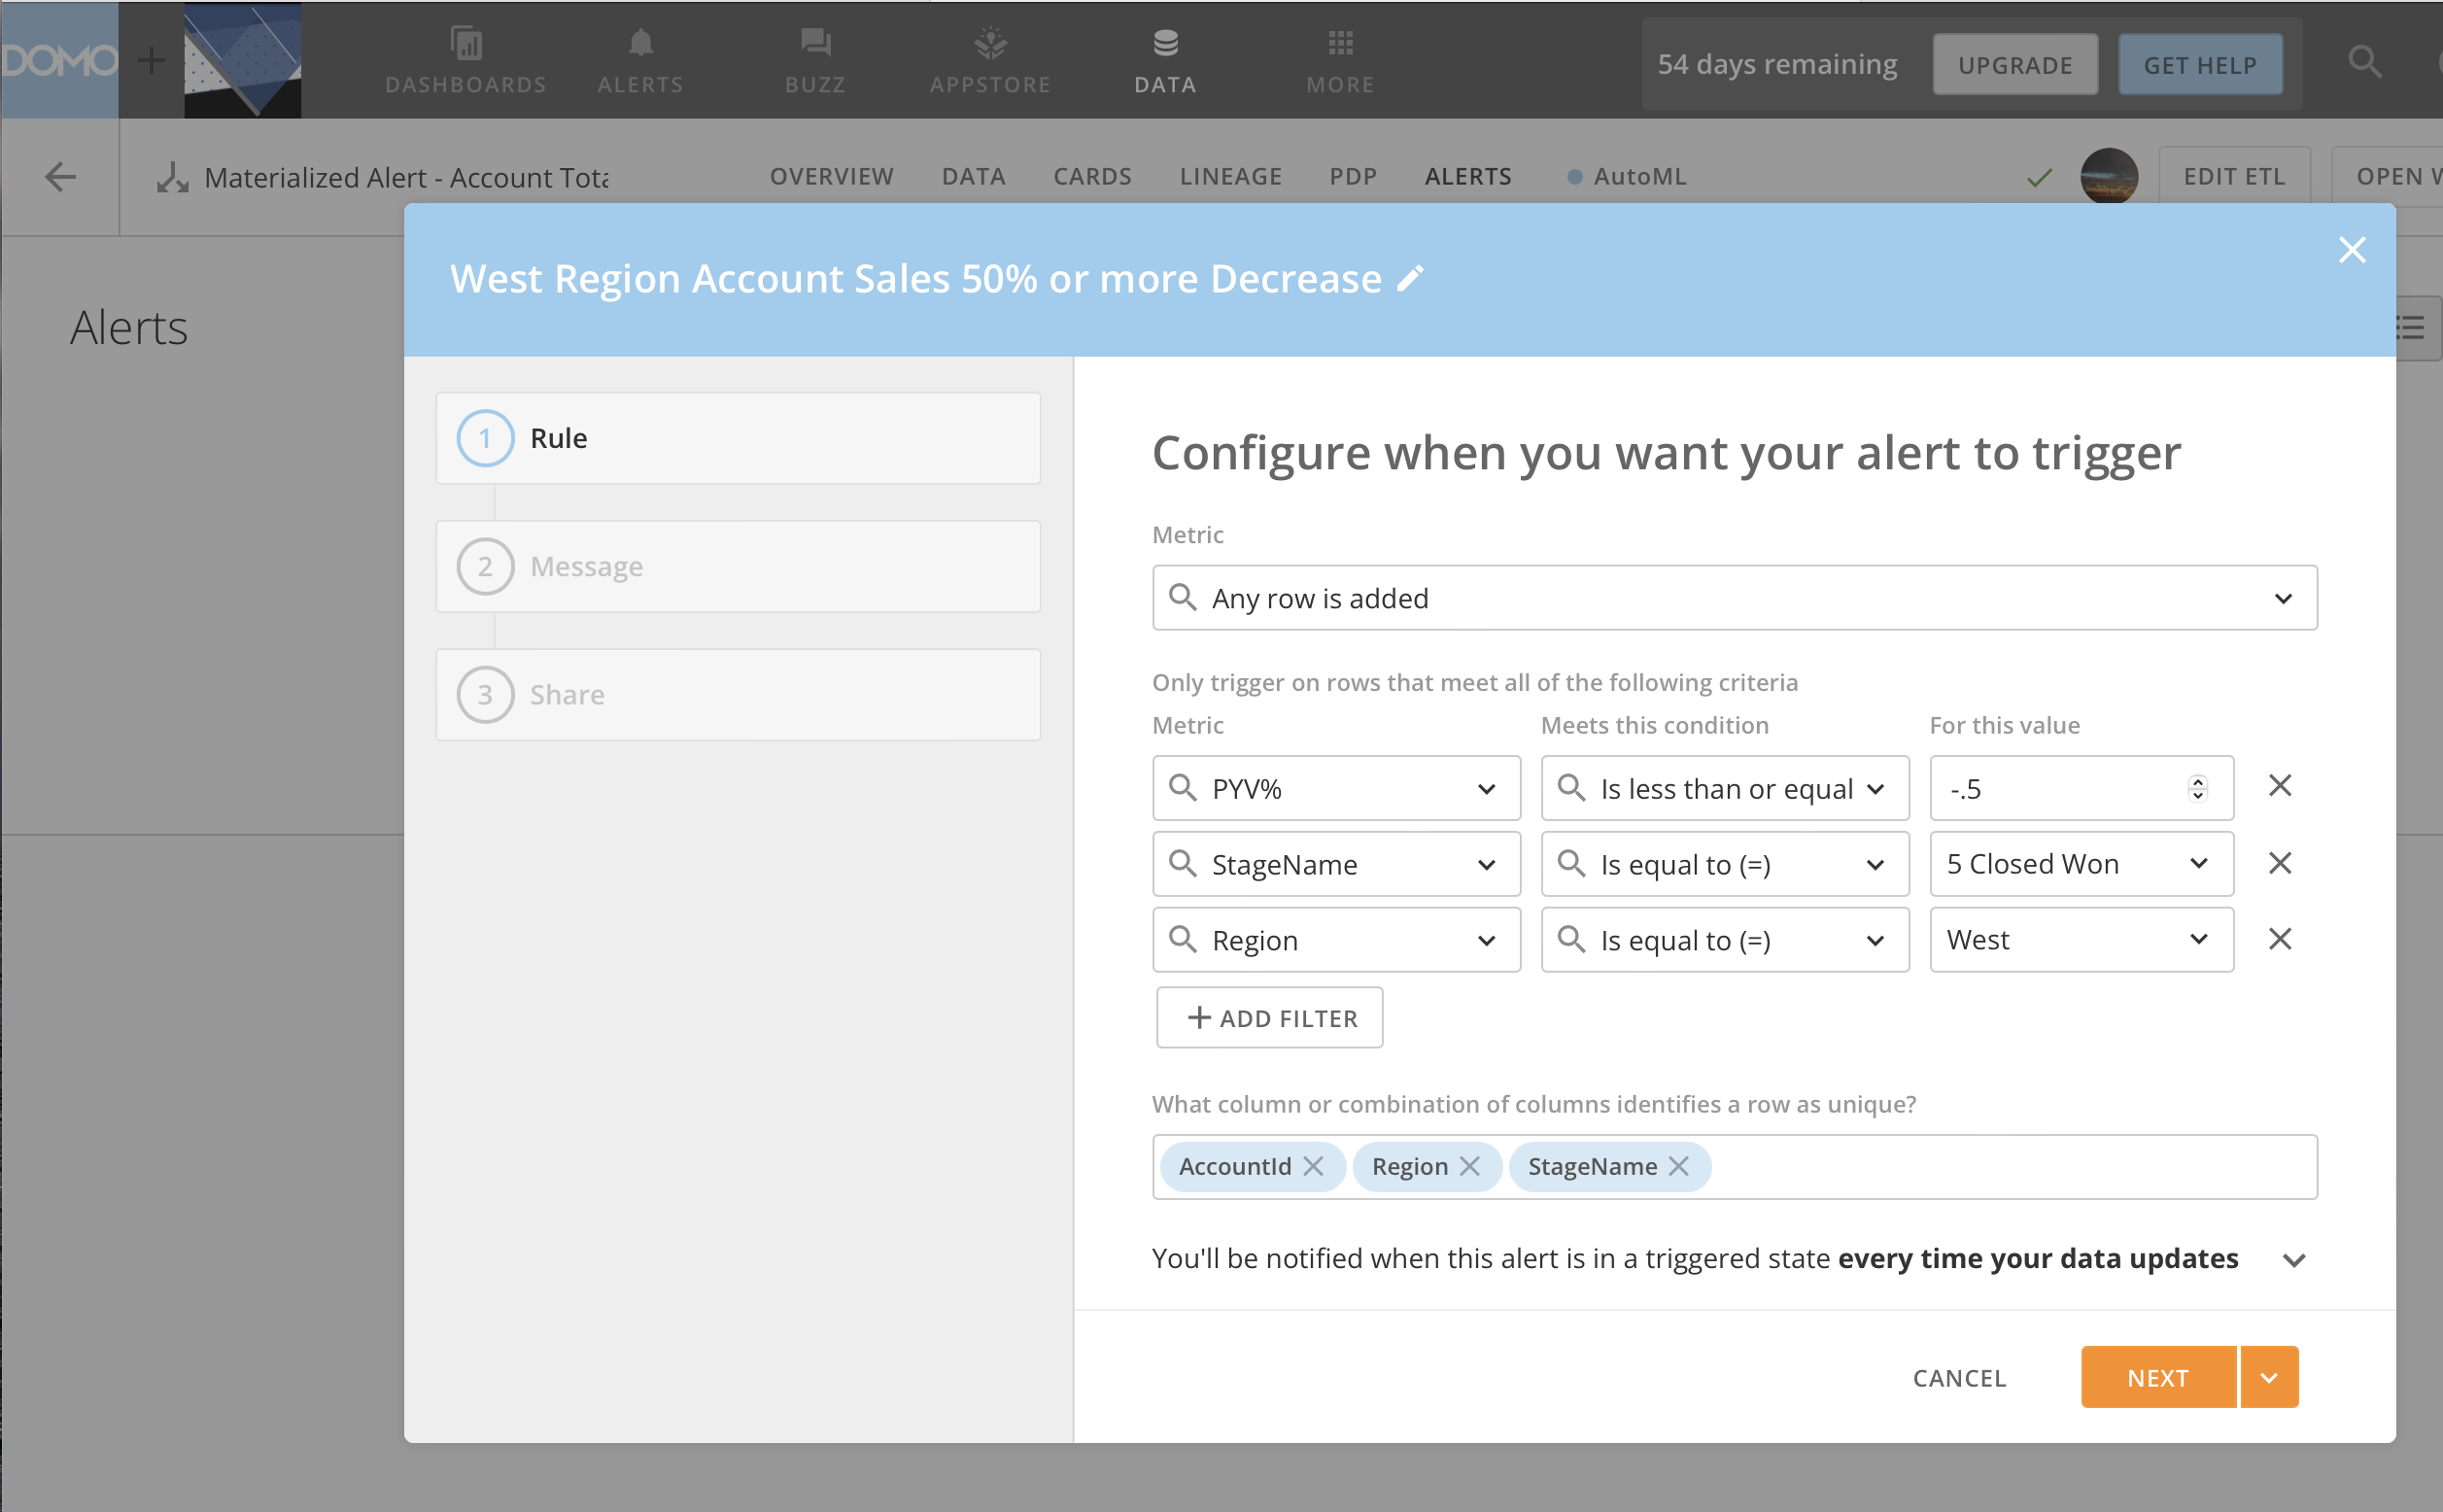 DOMO
DASHBOARDS ALERTS BUZZ APPSTORE DATA MORE
54 days remaining UPGRADE GET HELP
Materialized Alert - Account Tota
OVERVIEW DATA CARDS LINEAGE PDP ALERTS AutoML
EDIT ETL OPEN W
Alerts
West Region Account Sales 50% or more Decrease
1 Rule
2 Message
3 Share
Configure when you want your alert to trigger
Metric
Any row is added
Only trigger on rows that meet all of the following criteria
Metric Meets this condition For this value
PYV% Is less than or equal -.5
StageName Is equal to (=) 5 Closed Won
Region Is equal to (=) West
ADD FILTER
What column or combination of columns identifies a row as unique?
AccountId Region StageName
You'll be notified when this alert is in a triggered state every time your data updates
CANCEL NEXT